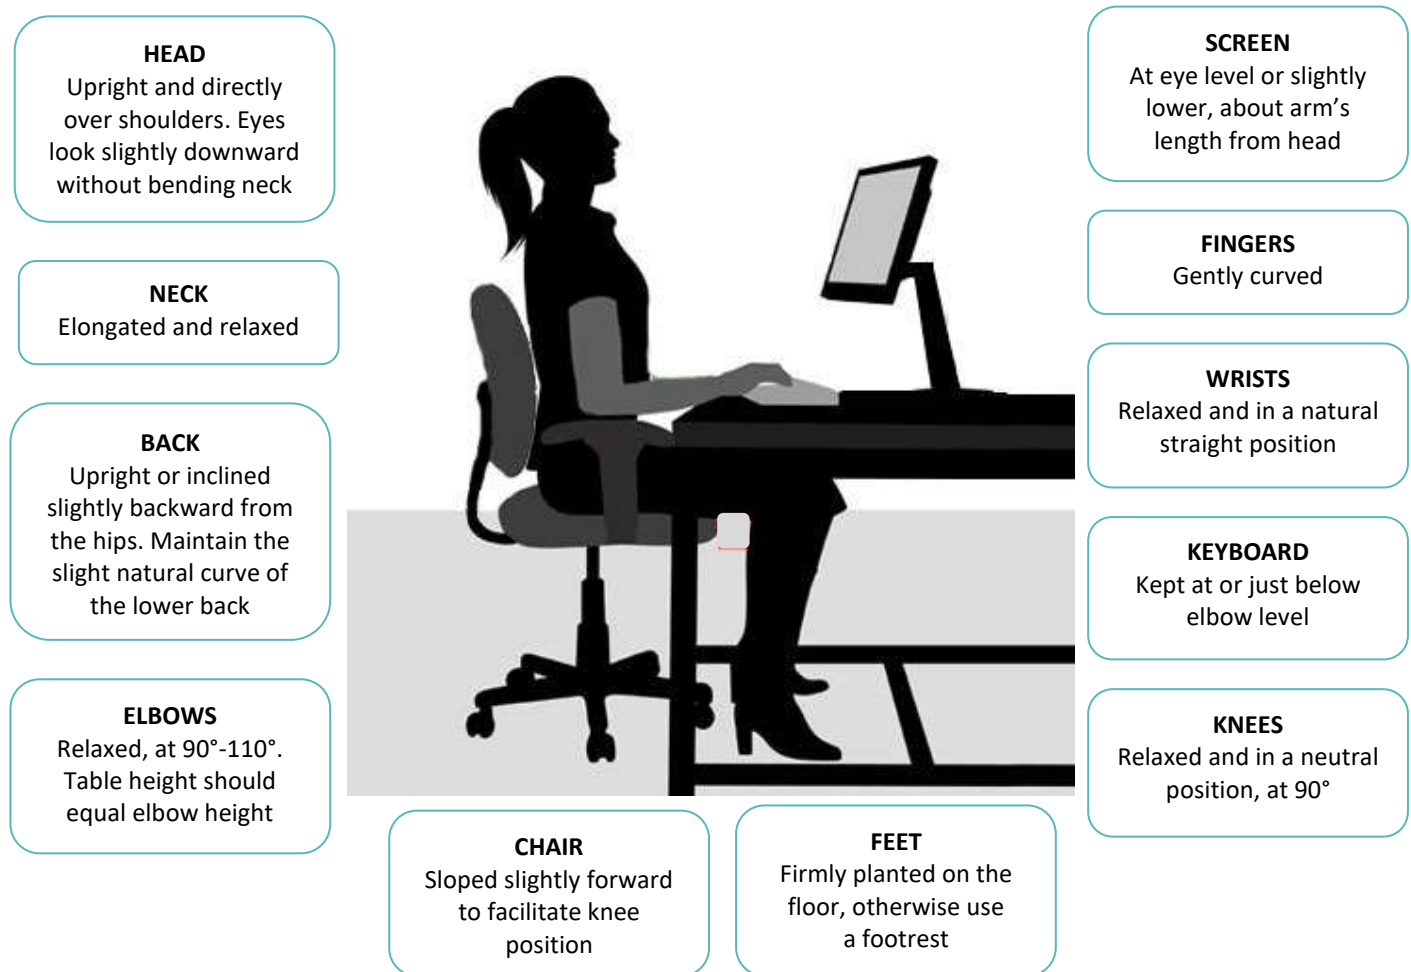 HEAD
Upright and directly
over shoulders. Eyes
look slightly downward
without bending neck
NECK
Elongated and relaxed
BACK
Upright or inclined
slightly backward from
the hips. Maintain the
slight natural curve of
the lower back
ELBOWS
Relaxed, at 90°-110°.
Table height should
equal elbow height
CHAIR
Sloped slightly forward
to facilitate knee
position
FEET
Firmly planted on the
floor, otherwise use
a footrest
SCREEN
At eye level or slightly
lower, about arm’s
length from head
FINGERS
Gently curved
WRISTS
Relaxed and in a natural
straight position
KEYBOARD
Kept at or just below
elbow level
KNEES
Relaxed and in a neutral
position, at 90°